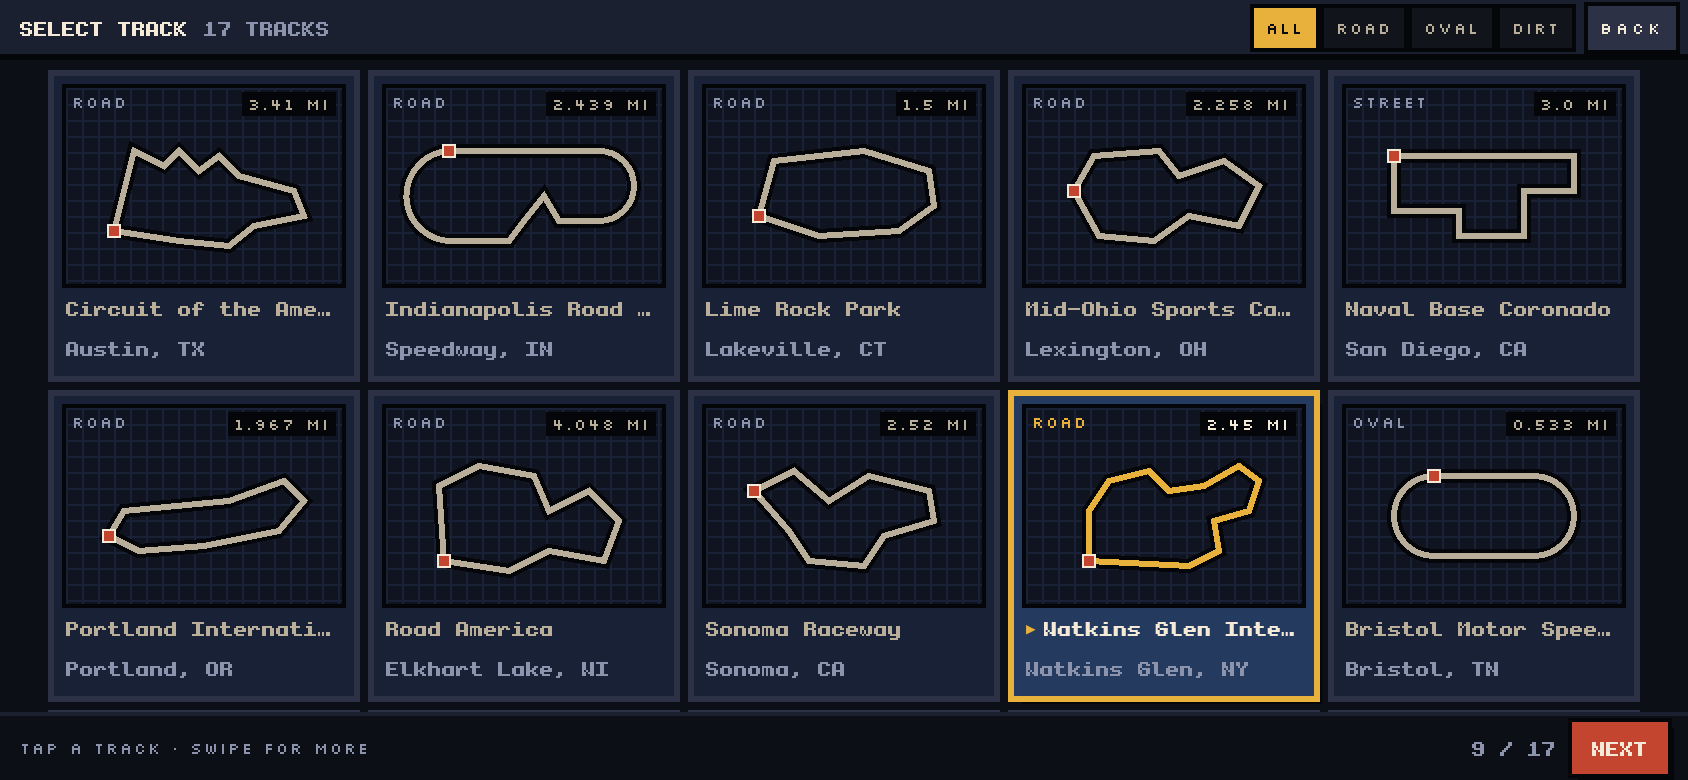 SELECT TRACK 17 TRACKS
ALL ROAD OVAL DIRT BACK
ROAD 3.41 MI
Circuit of the Ame…
Austin, TX
ROAD 2.439 MI
Indianapolis Road …
Speedway, IN
ROAD 1.5 MI
Lime Rock Park
Lakeville, CT
ROAD 2.258 MI
Mid-Ohio Sports Ca…
Lexington, OH
STREET 3.0 MI
Naval Base Coronado
San Diego, CA
ROAD 1.967 MI
Portland Internati…
Portland, OR
ROAD 4.048 MI
Road America
Elkhart Lake, WI
ROAD 2.52 MI
Sonoma Raceway
Sonoma, CA
ROAD 2.45 MI
▸Watkins Glen Inte…
Watkins Glen, NY
OVAL 0.533 MI
Bristol Motor Spee…
Bristol, TN
TAP A TRACK · SWIPE FOR MORE
9 / 17 NEXT